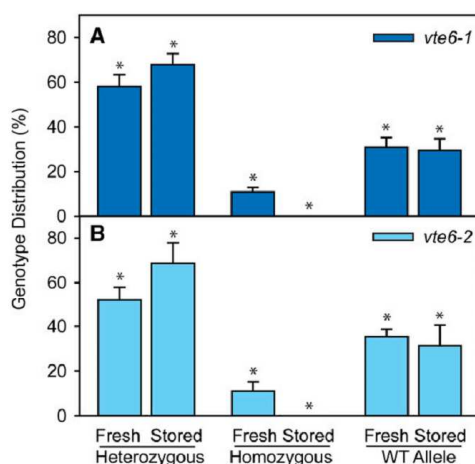 A
vte6-1
* * * * * *
80
60
40
20
0
Genotype Distribution (%)
B
vte6-2
* * * * * *
60
40
20
0
Fresh Stored Fresh Stored Fresh Stored
Heterozygous Homozygous WT Allele